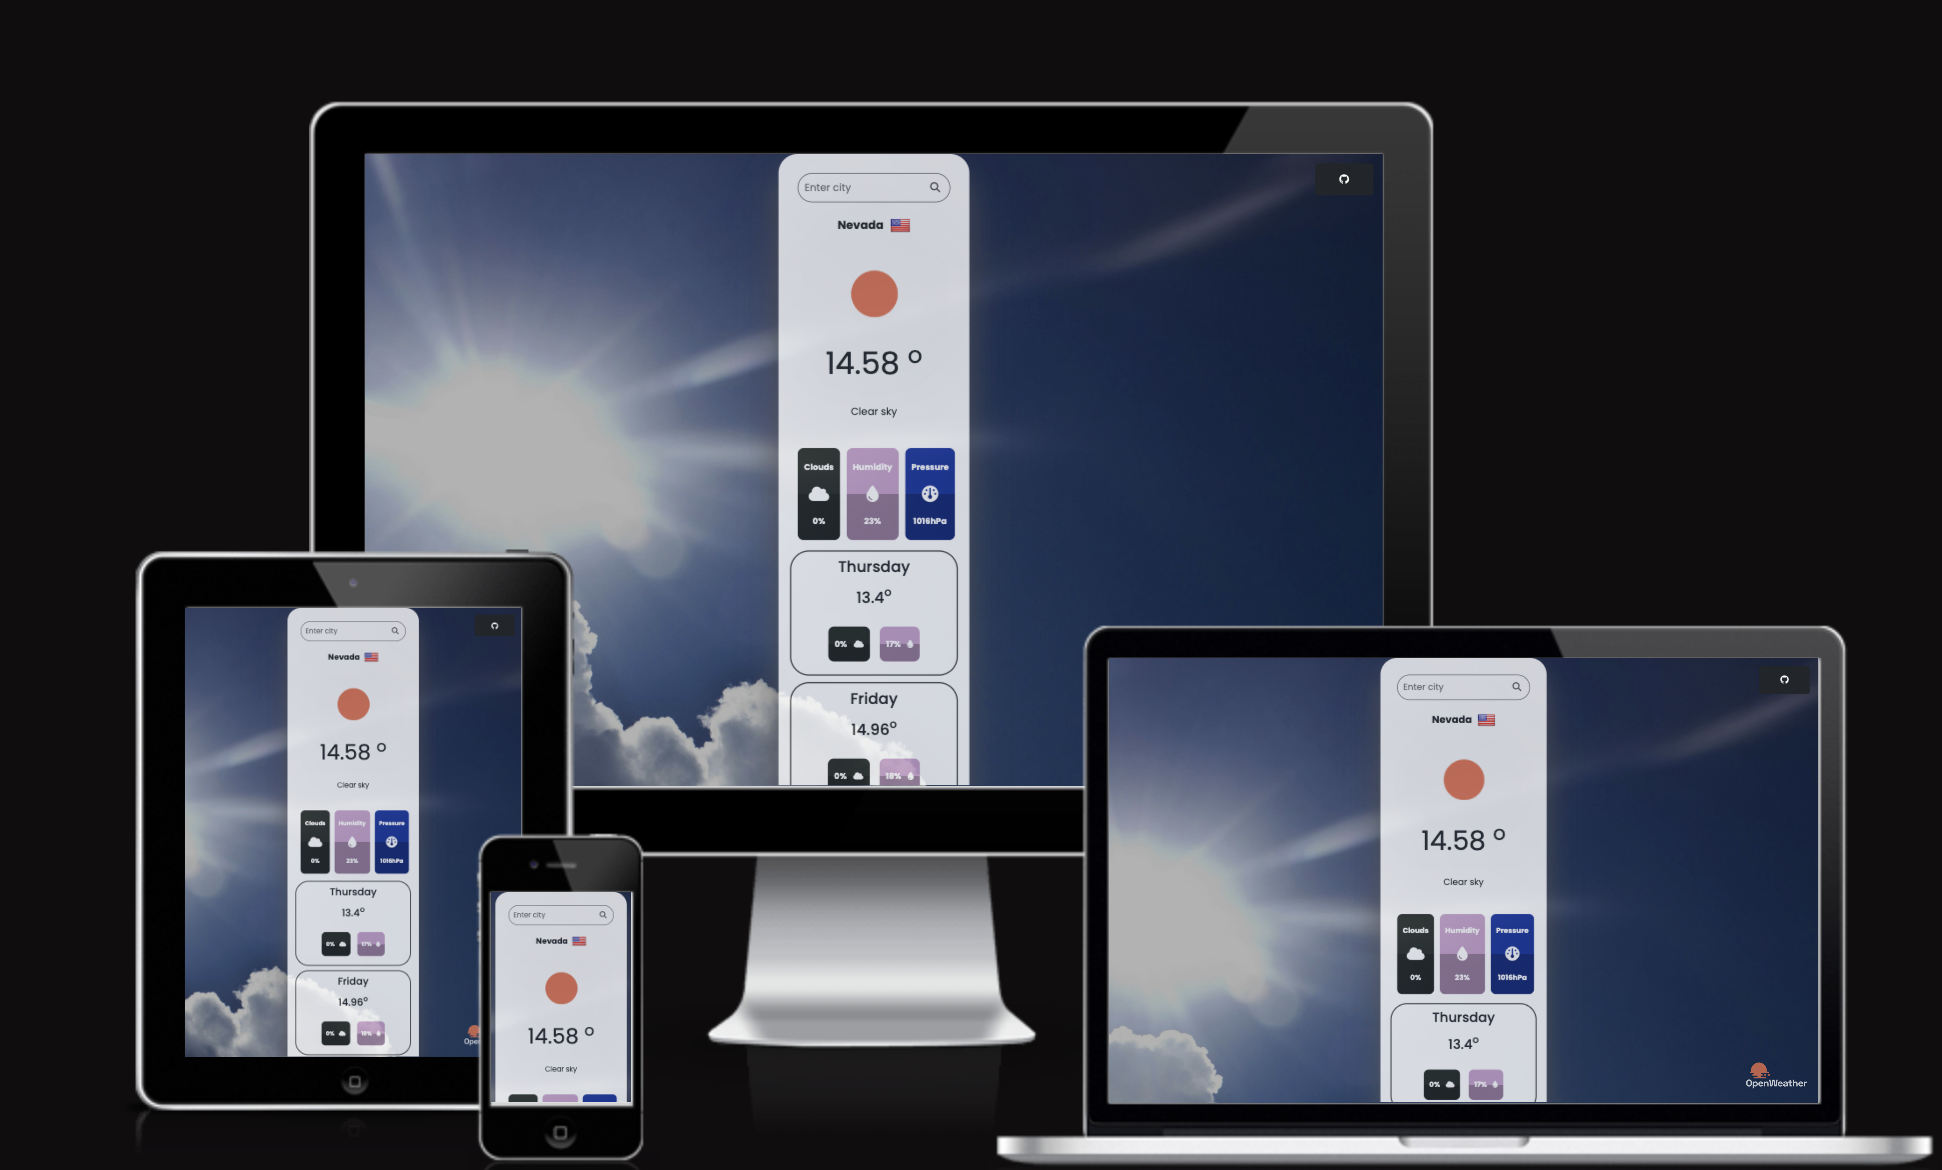 Enter city
Nevada
14.58 °
Clear sky
Clouds Humidity Pressure
0% 23% 1016hPa
Thursday
13.4°
0% 17%
Friday
14.96°
0% 18%
Enter city
Nevada
14.58 °
Clear sky
Clouds Humidity Pressure
0% 23% 1016hPa
Thursday
13.4°
0% 17%
Friday
14.96°
0% 18%
Open
Enter city
Nevada
14.58 °
Clear sky
Enter city
Nevada
14.58 °
Clear sky
Clouds Humidity Pressure
0% 23% 1016hPa
Thursday
13.4°
0% 17%
OpenWeather